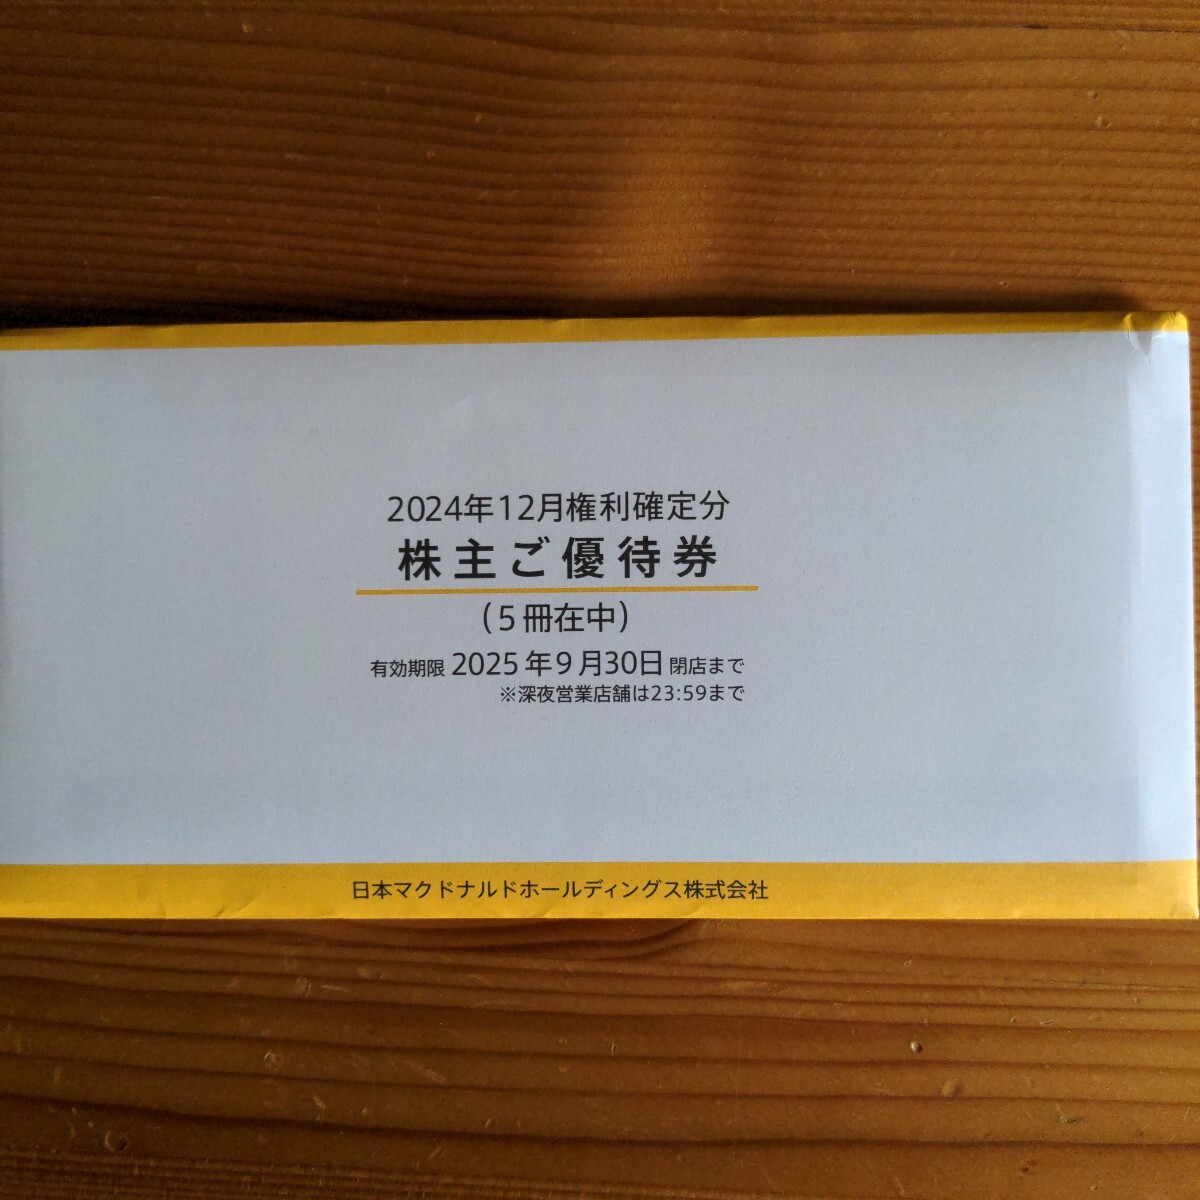 2024年12月権利確定分
株主ご優待券
（5冊在中）
有効期限 2025年9月30日 閉店まで
※深夜営業店舗は23:59まで
日本マクドナルドホールディングス株式会社